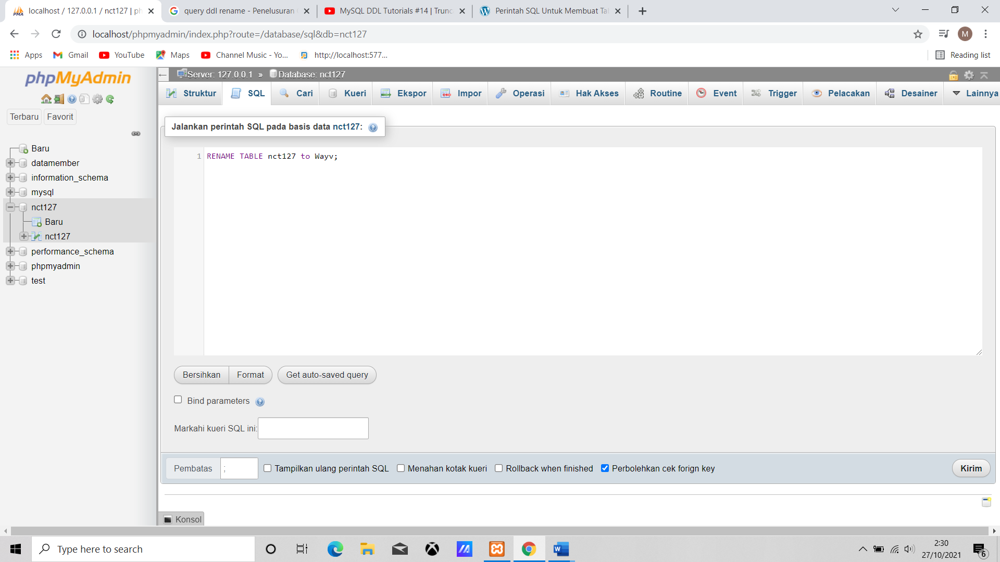 localhost / 127.0.0.1 / nct127 | ph
query ddl rename - Penelusuran
MySQL DDL Tutorials #14 | Trunc
Perintah SQL Untuk Membuat Ta
localhost/phpmyadmin/index.php?route=/database/sql&db=nct127
M
Apps
Gmail
YouTube
Maps
Channel Music - Yo...
http://localhost:577...
Reading list
phpMyAdmin
Terbaru
Favorit
Baru
datamember
information_schema
mysql
nct127
Baru
nct127
performance_schema
phpmyadmin
test
Server: 127.0.0.1 » Database: nct127
Struktur
SQL
Cari
Kueri
Ekspor
Impor
Operasi
Hak Akses
Routine
Event
Trigger
Pelacakan
Desainer
Lainnya
Jalankan perintah SQL pada basis data nct127:
1 RENAME TABLE nct127 to Wayv;
Bersihkan
Format
Get auto-saved query
Bind parameters
Markahi kueri SQL ini:
Pembatas
;
Tampilkan ulang perintah SQL
Menahan kotak kueri
Rollback when finished
Perbolehkan cek forign key
Kirim
Konsol
Type here to search
2:30
27/10/2021
6